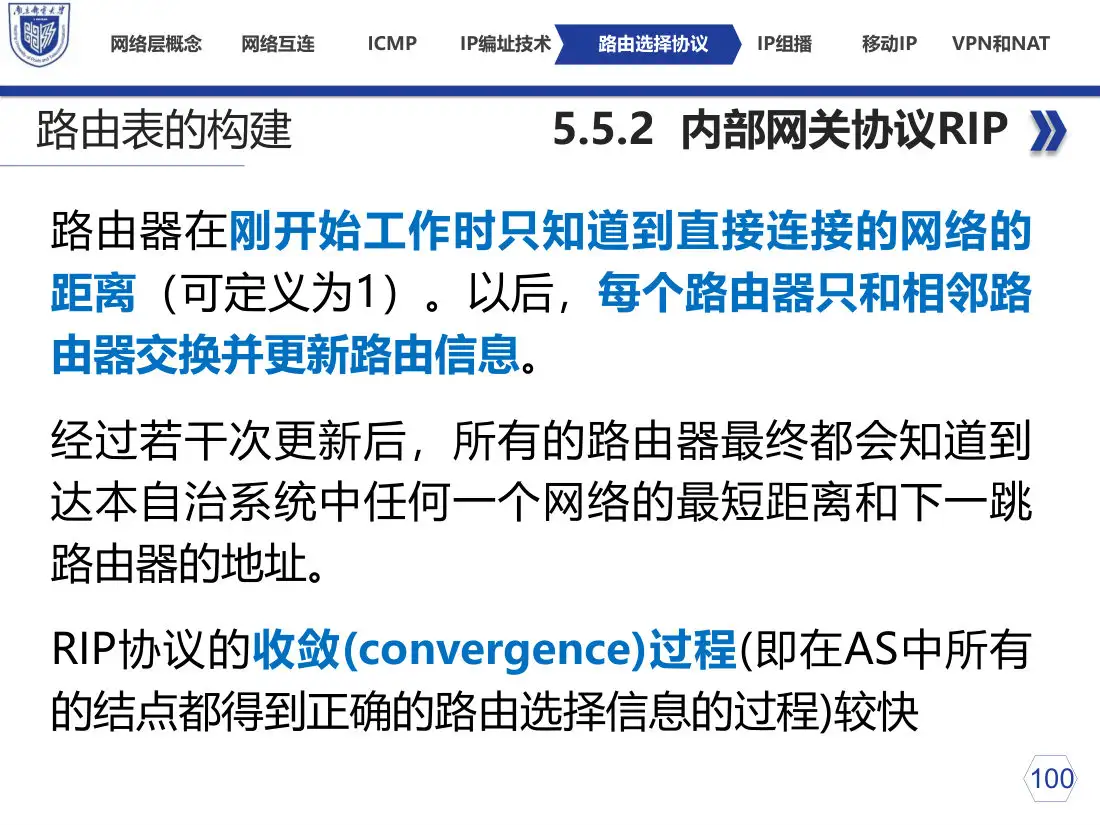 网络层概念 网络互连 ICMP IP编址技术 路由选择协议 IP组播 移动IP VPN和NAT
路由表的构建 5.5.2 内部网关协议RIP
路由器在刚开始工作时只知道到直接连接的网络的
距离（可定义为1）。以后，每个路由器只和相邻路
由器交换并更新路由信息。
经过若干次更新后，所有的路由器最终都会知道到
达本自治系统中任何一个网络的最短距离和下一跳
路由器的地址。
RIP协议的收敛(convergence)过程(即在AS中所有
的结点都得到正确的路由选择信息的过程)较快
100